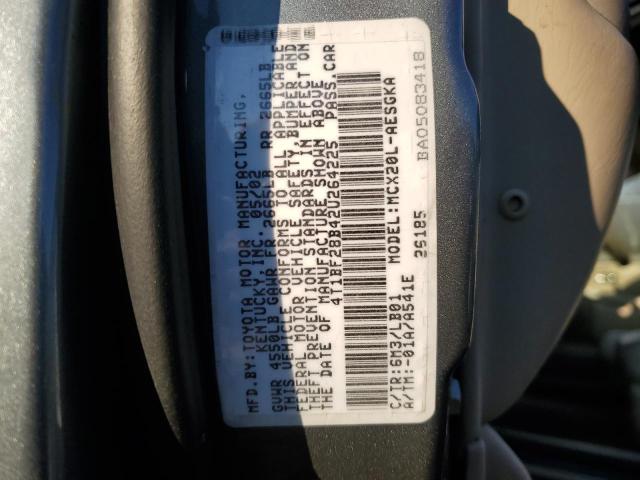 MFD.BY:TOYOTA MOTOR MANUFACTURING,
KENTUCKY,INC. 05/02
GVWR 4550LB GAWR FR 2665LB RR 2665LB
THIS VEHICLE CONFORMS TO ALL APPLICABLE
FEDERAL MOTOR VEHICLE SAFETY, BUMPER AND
THEFT PREVENTION STANDARDS IN EFFECT ON
THE DATE OF MANUFACTURE SHOWN ABOVE.
4T1BF28B42U264225 PASS.CAR
C/TR:6M3/LB01 MODEL:MCX20L-AESGKA
A/TM:-01A/A541E 26185
BA05083418